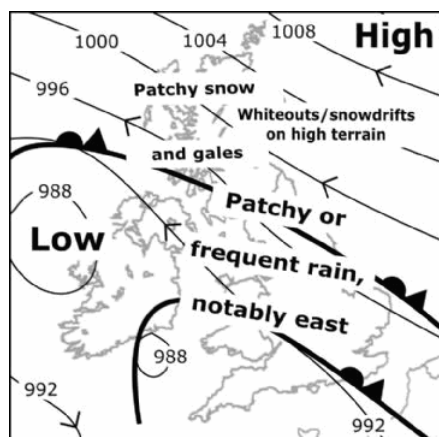 1000
1004
1008
High
996
Patchy snow
Whiteouts/snowdrifts
on high terrain
and gales
988
Patchy or
Low
frequent rain,
notably east
988
992
992